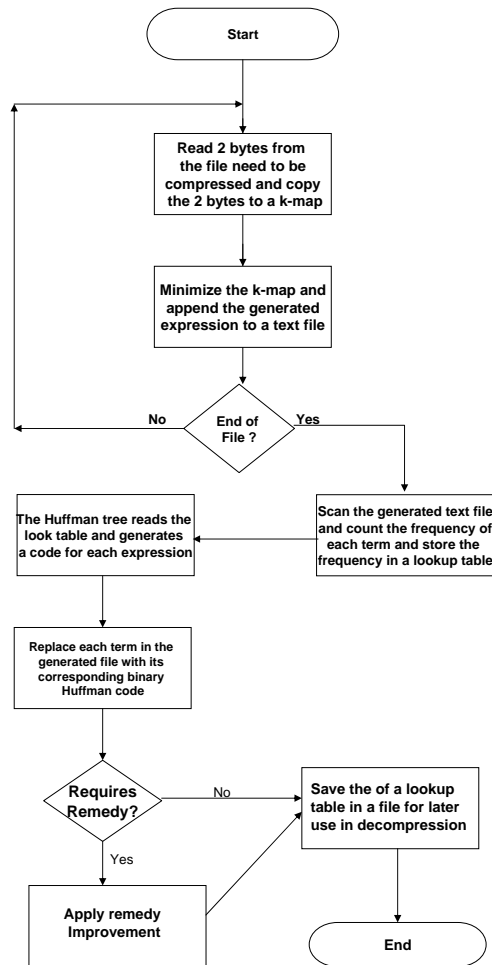 Start
Read 2 bytes from
the file need to be
compressed and copy
the 2 bytes to a k-map
Minimize the k-map and
append the generated
expression to a text file
No
End of
File ?
Yes
Scan the generated text file
and count the frequency of
each term and store the
frequency in a lookup table
The Huffman tree reads the
look table and generates
a code for each expression
Replace each term in the
generated file with its
corresponding binary
Huffman code
Requires
Remedy?
No
Save the of a lookup
table in a file for later
use in decompression
Yes
Apply remedy
Improvement
End